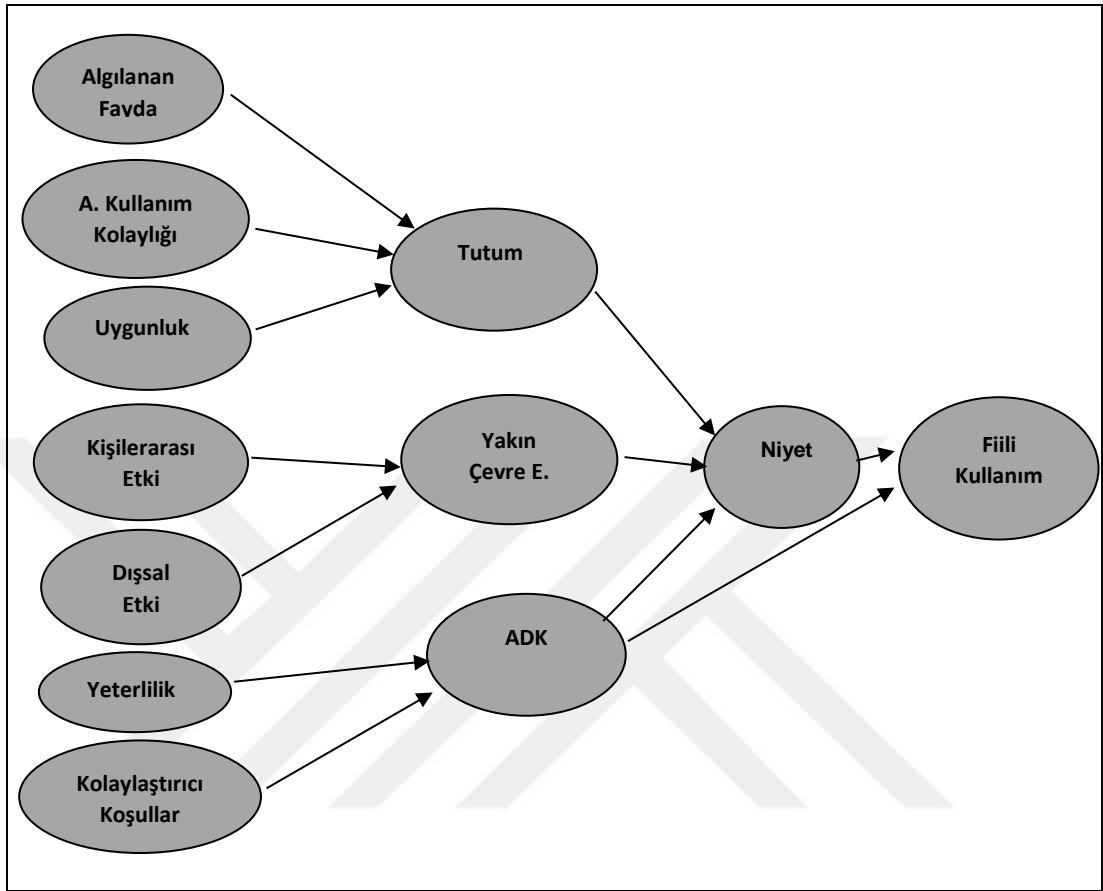 Algılanan
Fayda
A. Kullanım
Kolaylığı
Tutum
Uygunluk
Kişilerarası
Etki
Yakın
Çevre E.
Niyet
Fiili
Kullanım
Dışsal
Etki
ADK
Yeterlilik
Kolaylaştırıcı
Koşullar